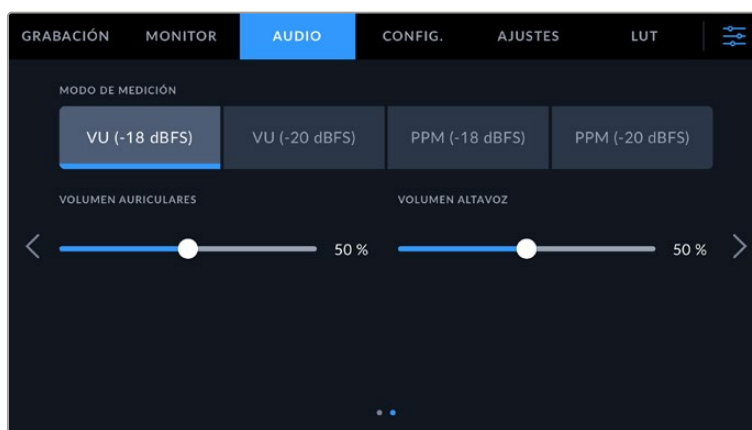 GRABACIÓN MONITOR AUDIO CONFIG. AJUSTES LUT
MODO DE MEDICIÓN
VU (-18 dBFS) VU (-20 dBFS) PPM (-18 dBFS) PPM (-20 dBFS)
VOLUMEN AURICULARES VOLUMEN ALTAVOZ
50 % 50 %